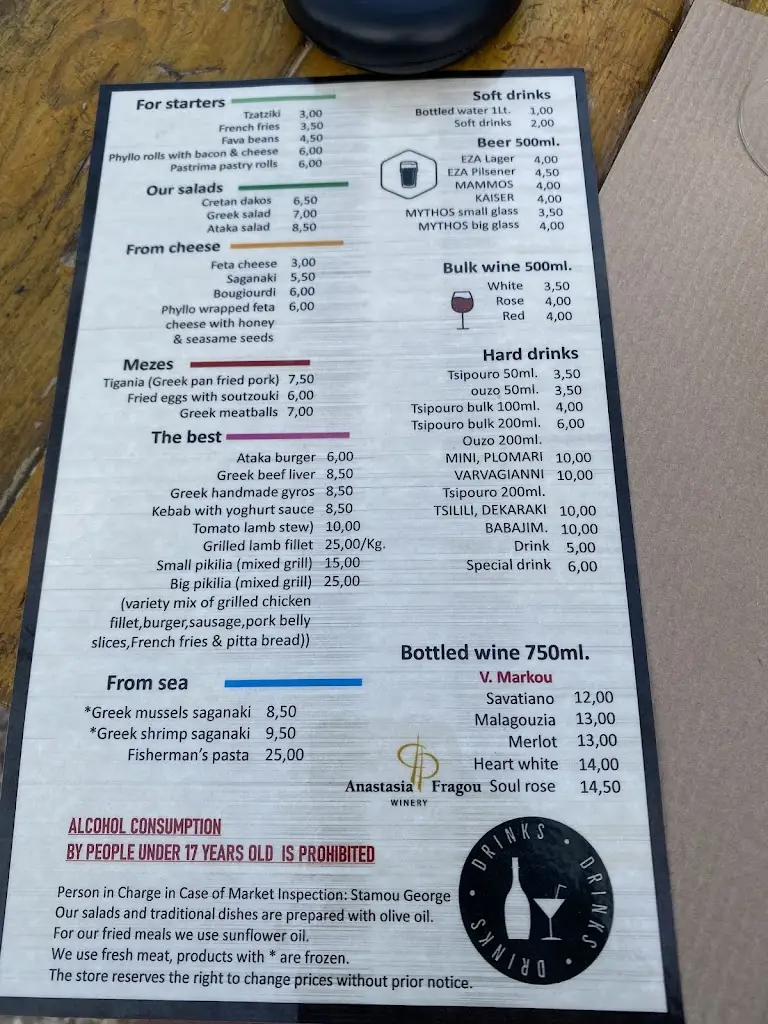 For starters
Tzatziki 3,00
French fries 3,50
Fava beans 4,50
Phyllo rolls with bacon & cheese 6,00
Pastrima pastry rolls 6,00
Our salads
Cretan dakos 6,50
Greek salad 7,00
Ataka salad 8,50
From cheese
Feta cheese 3,00
Saganaki 5,50
Bougiourdi 6,00
Phyllo wrapped feta 6,00
cheese with honey
& seasame seeds
Mezes
Tigania (Greek pan fried pork) 7,50
Fried eggs with soutzouki 6,00
Greek meatballs 7,00
The best
Ataka burger 6,00
Greek beef liver 8,50
Greek handmade gyros 8,50
Kebab with yoghurt sauce 8,50
Tomato lamb stew) 10,00
Grilled lamb fillet 25,00/Kg.
Small pikilia (mixed grill) 15,00
Big pikilia (mixed grill) 25,00
(variety mix of grilled chicken
fillet,burger,sausage,pork belly
slices,French fries & pitta bread))
From sea
*Greek mussels saganaki 8,50
*Greek shrimp saganaki 9,50
Fisherman's pasta 25,00
Soft drinks
Bottled water 1Lt. 1,00
Soft drinks 2,00
Beer 500ml.
EZA Lager 4,00
EZA Pilsener 4,50
MAMMOS 4,00
KAISER 4,00
MYTHOS small glass 3,50
MYTHOS big glass 4,00
Bulk wine 500ml.
White 3,50
Rose 4,00
Red 4,00
Hard drinks
Tsipouro 50ml. 3,50
ouzo 50ml. 3,50
Tsipouro bulk 100ml. 4,00
Tsipouro bulk 200ml. 6,00
Ouzo 200ml.
MINI, PLOMARI 10,00
VARVAGIANNI 10,00
Tsipouro 200ml.
TSILILI, DEKARAKI 10,00
BABAJIM. 10,00
Drink 5,00
Special drink 6,00
Bottled wine 750ml.
V. Markou
Savatiano 12,00
Malagouzia 13,00
Merlot 13,00
Heart white 14,00
Anastasia Fragou Soul rose 14,50
WINERY
ALCOHOL CONSUMPTION
BY PEOPLE UNDER 17 YEARS OLD IS PROHIBITED
Person in Charge in Case of Market Inspection: Stamou George
Our salads and traditional dishes are prepared with olive oil.
For our fried meals we use sunflower oil.
We use fresh meat, products with * are frozen.
The store reserves the right to change prices without prior notice.
DRINKS • DRINKS • DRINKS •